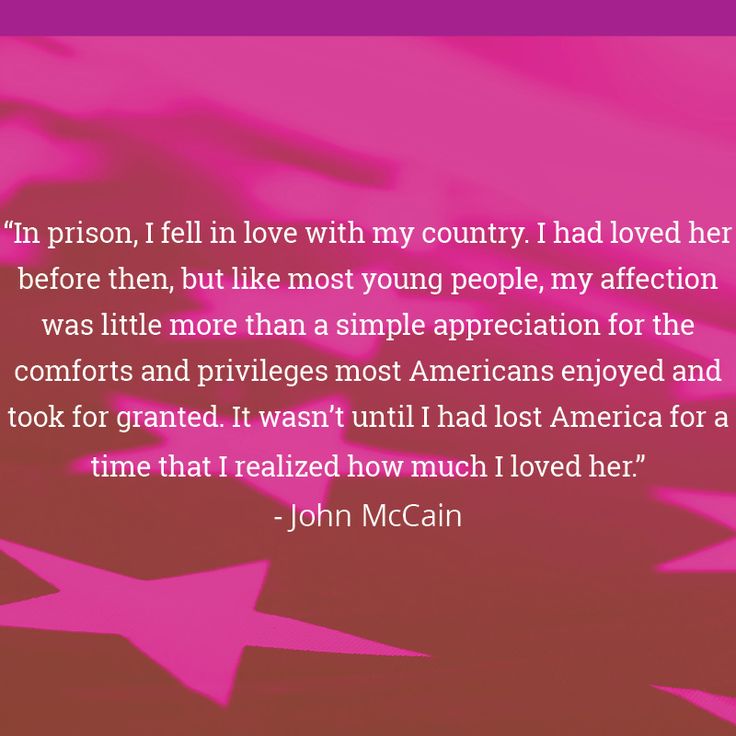 “In prison, I fell in love with my country. I had loved her
before then, but like most young people, my affection
was little more than a simple appreciation for the
comforts and privileges most Americans enjoyed and
took for granted. It wasn’t until I had lost America for a
time that I realized how much I loved her.”
- John McCain